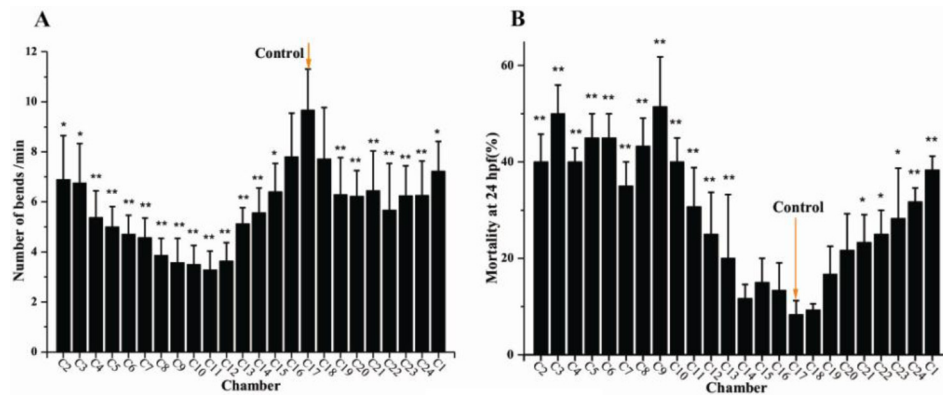 A
Control
Number of bends /min
12
10
8
6
4
2
0
* * ** ** ** ** ** ** ** ** ** ** ** * ** ** ** ** ** ** *
C2 C3 C4 C5 C6 C7 C8 C9 C10 C11 C12 C13 C14 C15 C16 C17 C18 C19 C20 C21 C22 C23 C24 C1
Chamber
B
Control
Mortality at 24 hpf(%)
60
40
20
0
** ** ** ** ** ** ** ** ** ** ** ** * * * ** **
C2 C3 C4 C5 C6 C7 C8 C9 C10 C11 C12 C13 C14 C15 C16 C17 C18 C19 C20 C21 C22 C23 C24 C1
Chamber